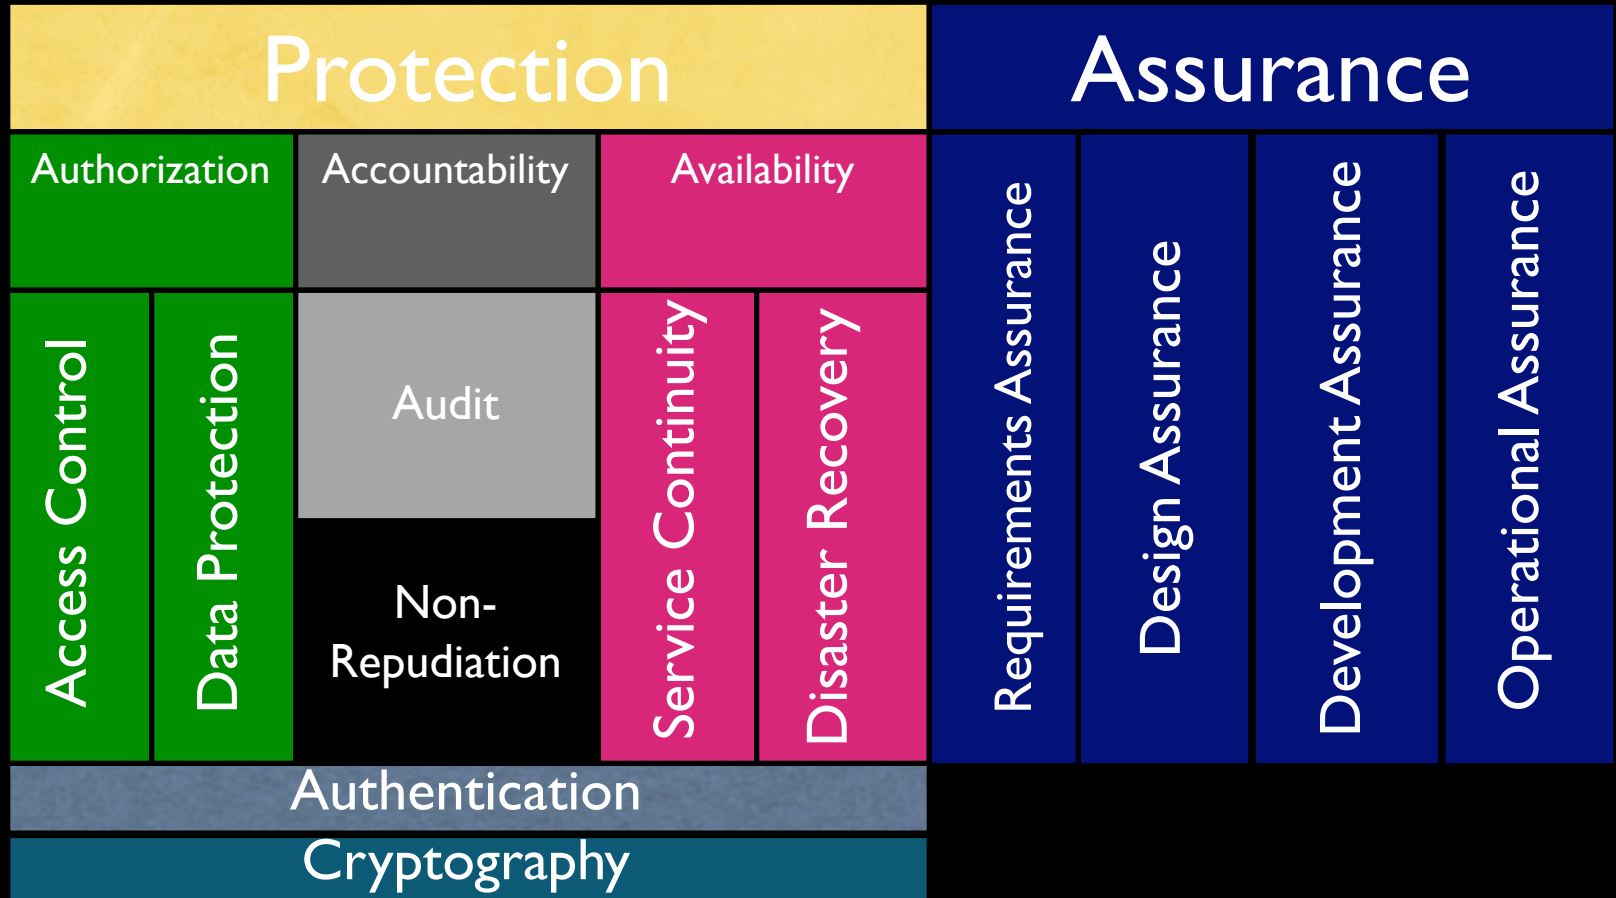 Protection
Assurance
Authorization
Accountability
Availability
Access Control
Data Protection
Audit
Non-
Repudiation
Service Continuity
Disaster Recovery
Requirements Assurance
Design Assurance
Development Assurance
Operational Assurance
Authentication
Cryptography